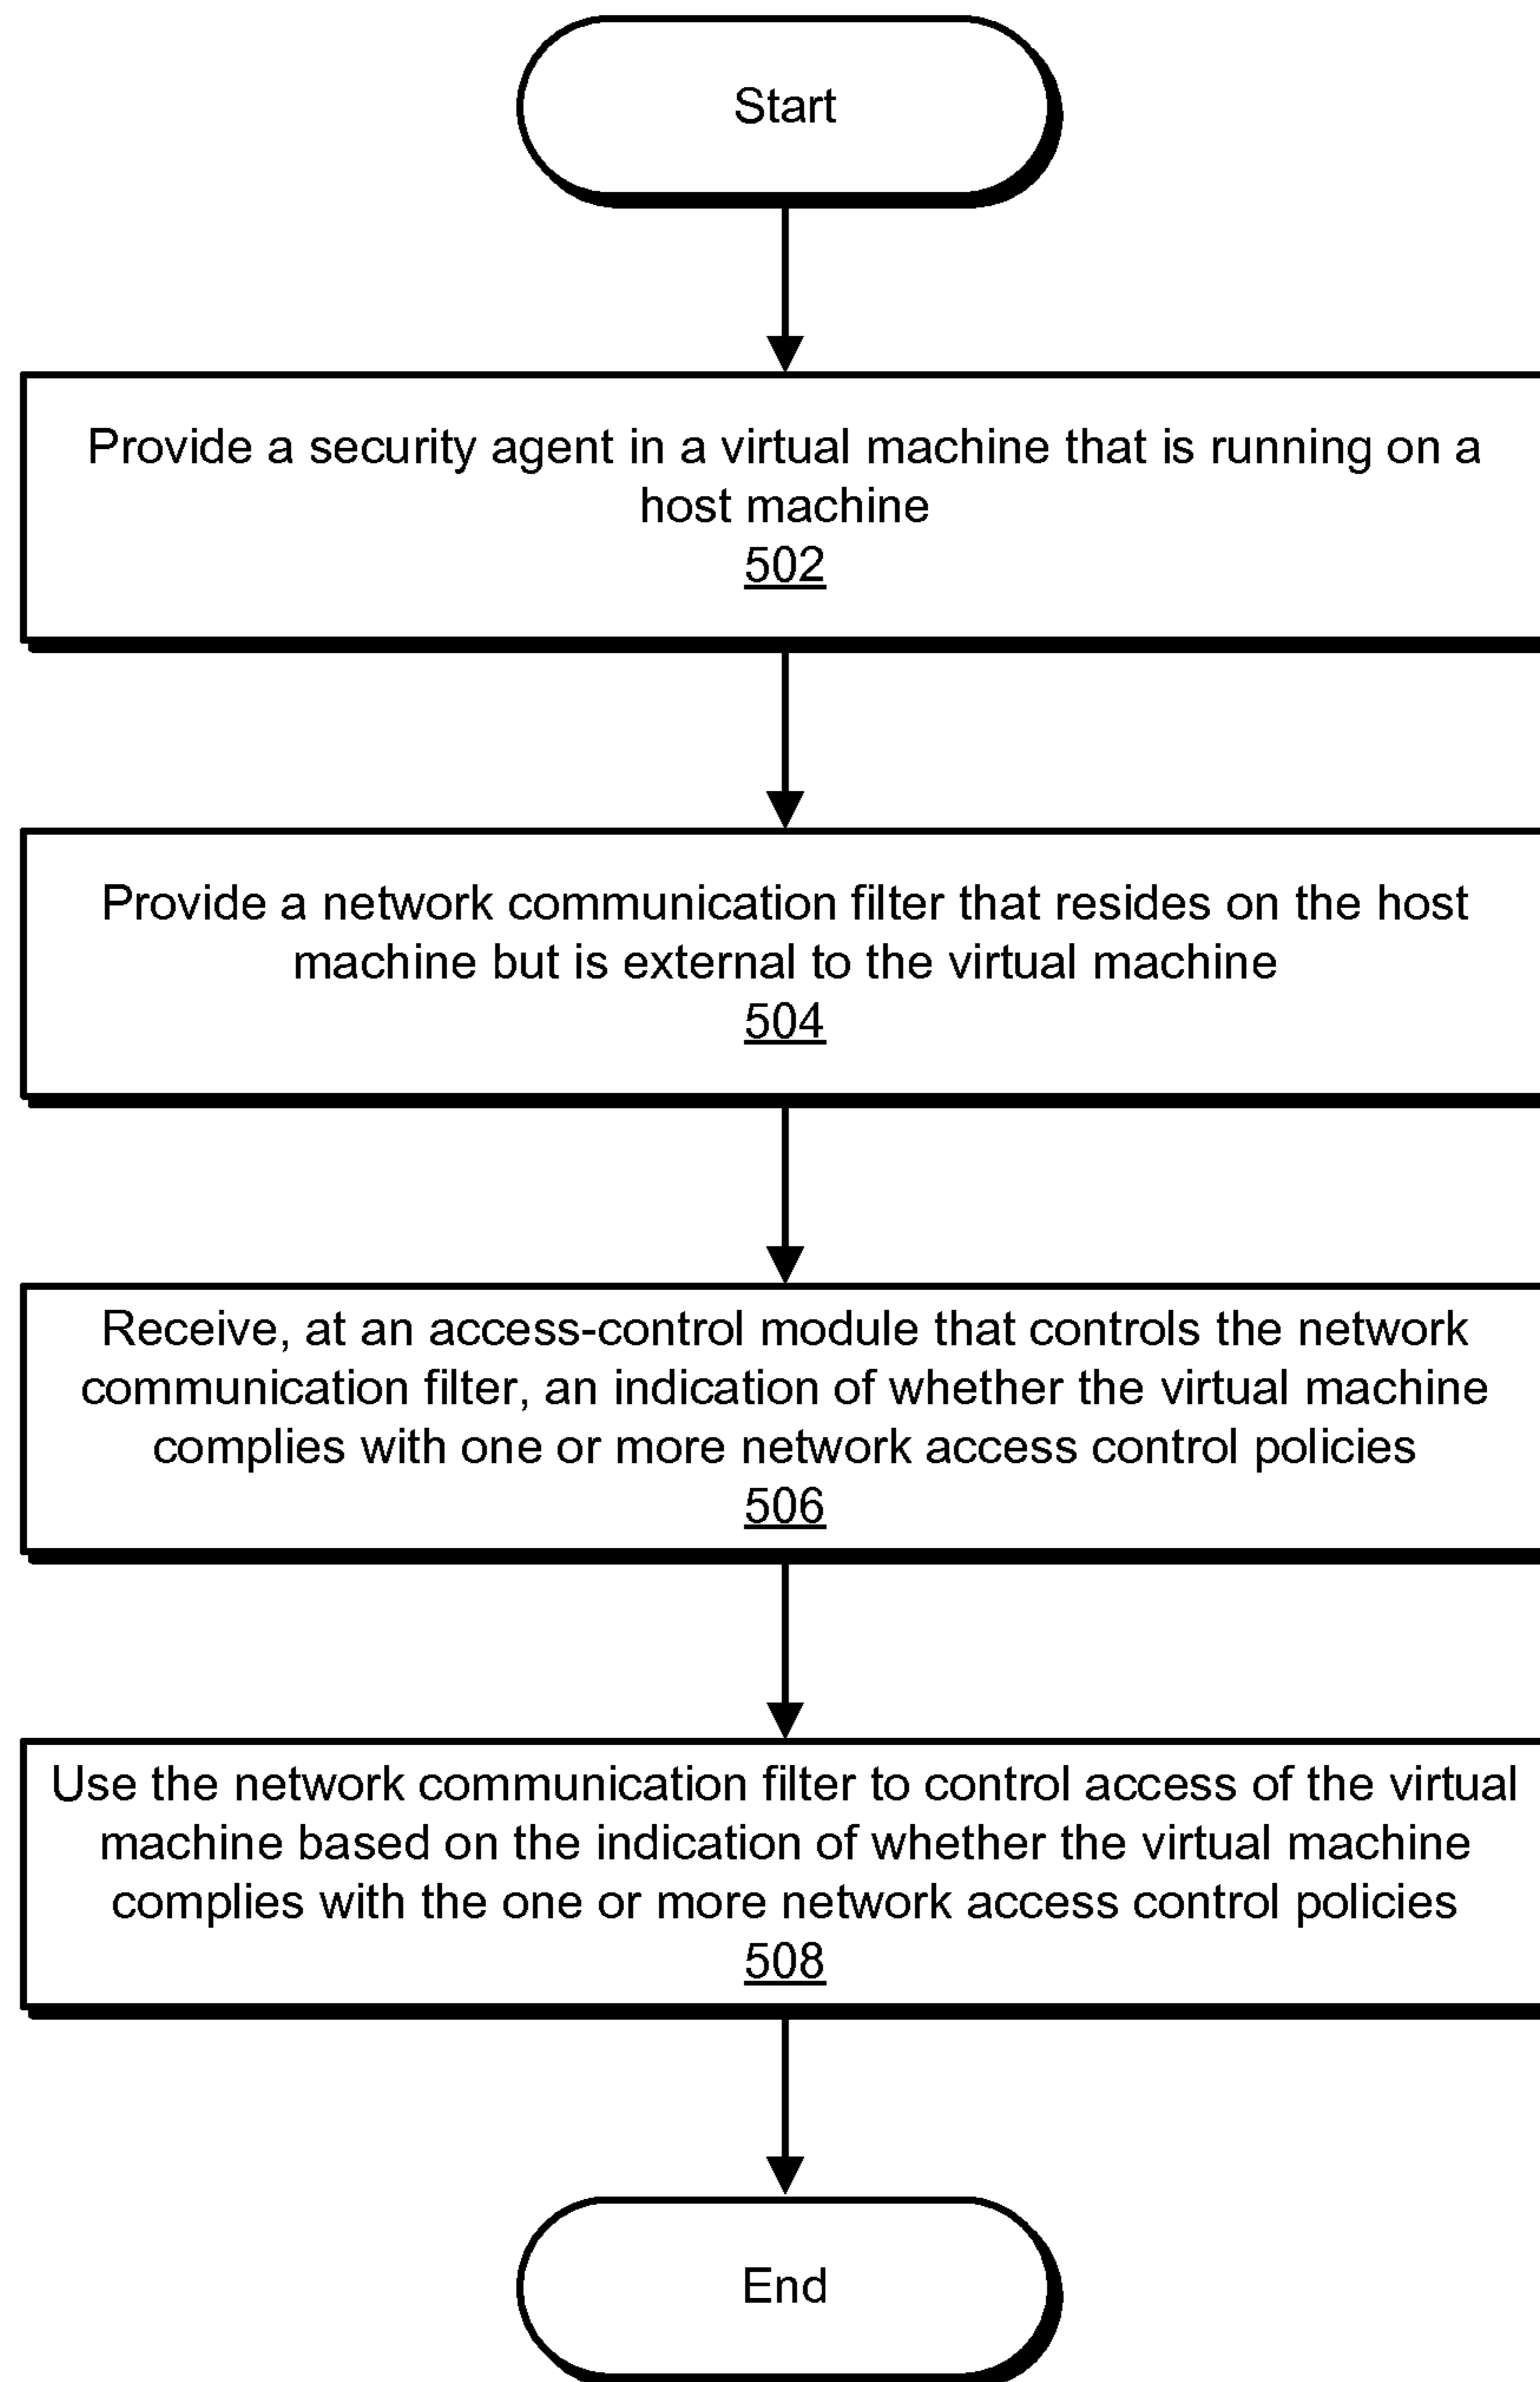 Start
Provide a security agent in a virtual machine that is running on a
host machine
502
Provide a network communication filter that resides on the host
machine but is external to the virtual machine
504
Receive, at an access-control module that controls the network
communication filter, an indication of whether the virtual machine
complies with one or more network access control policies
506
Use the network communication filter to control access of the virtual
machine based on the indication of whether the virtual machine
complies with the one or more network access control policies
508
End